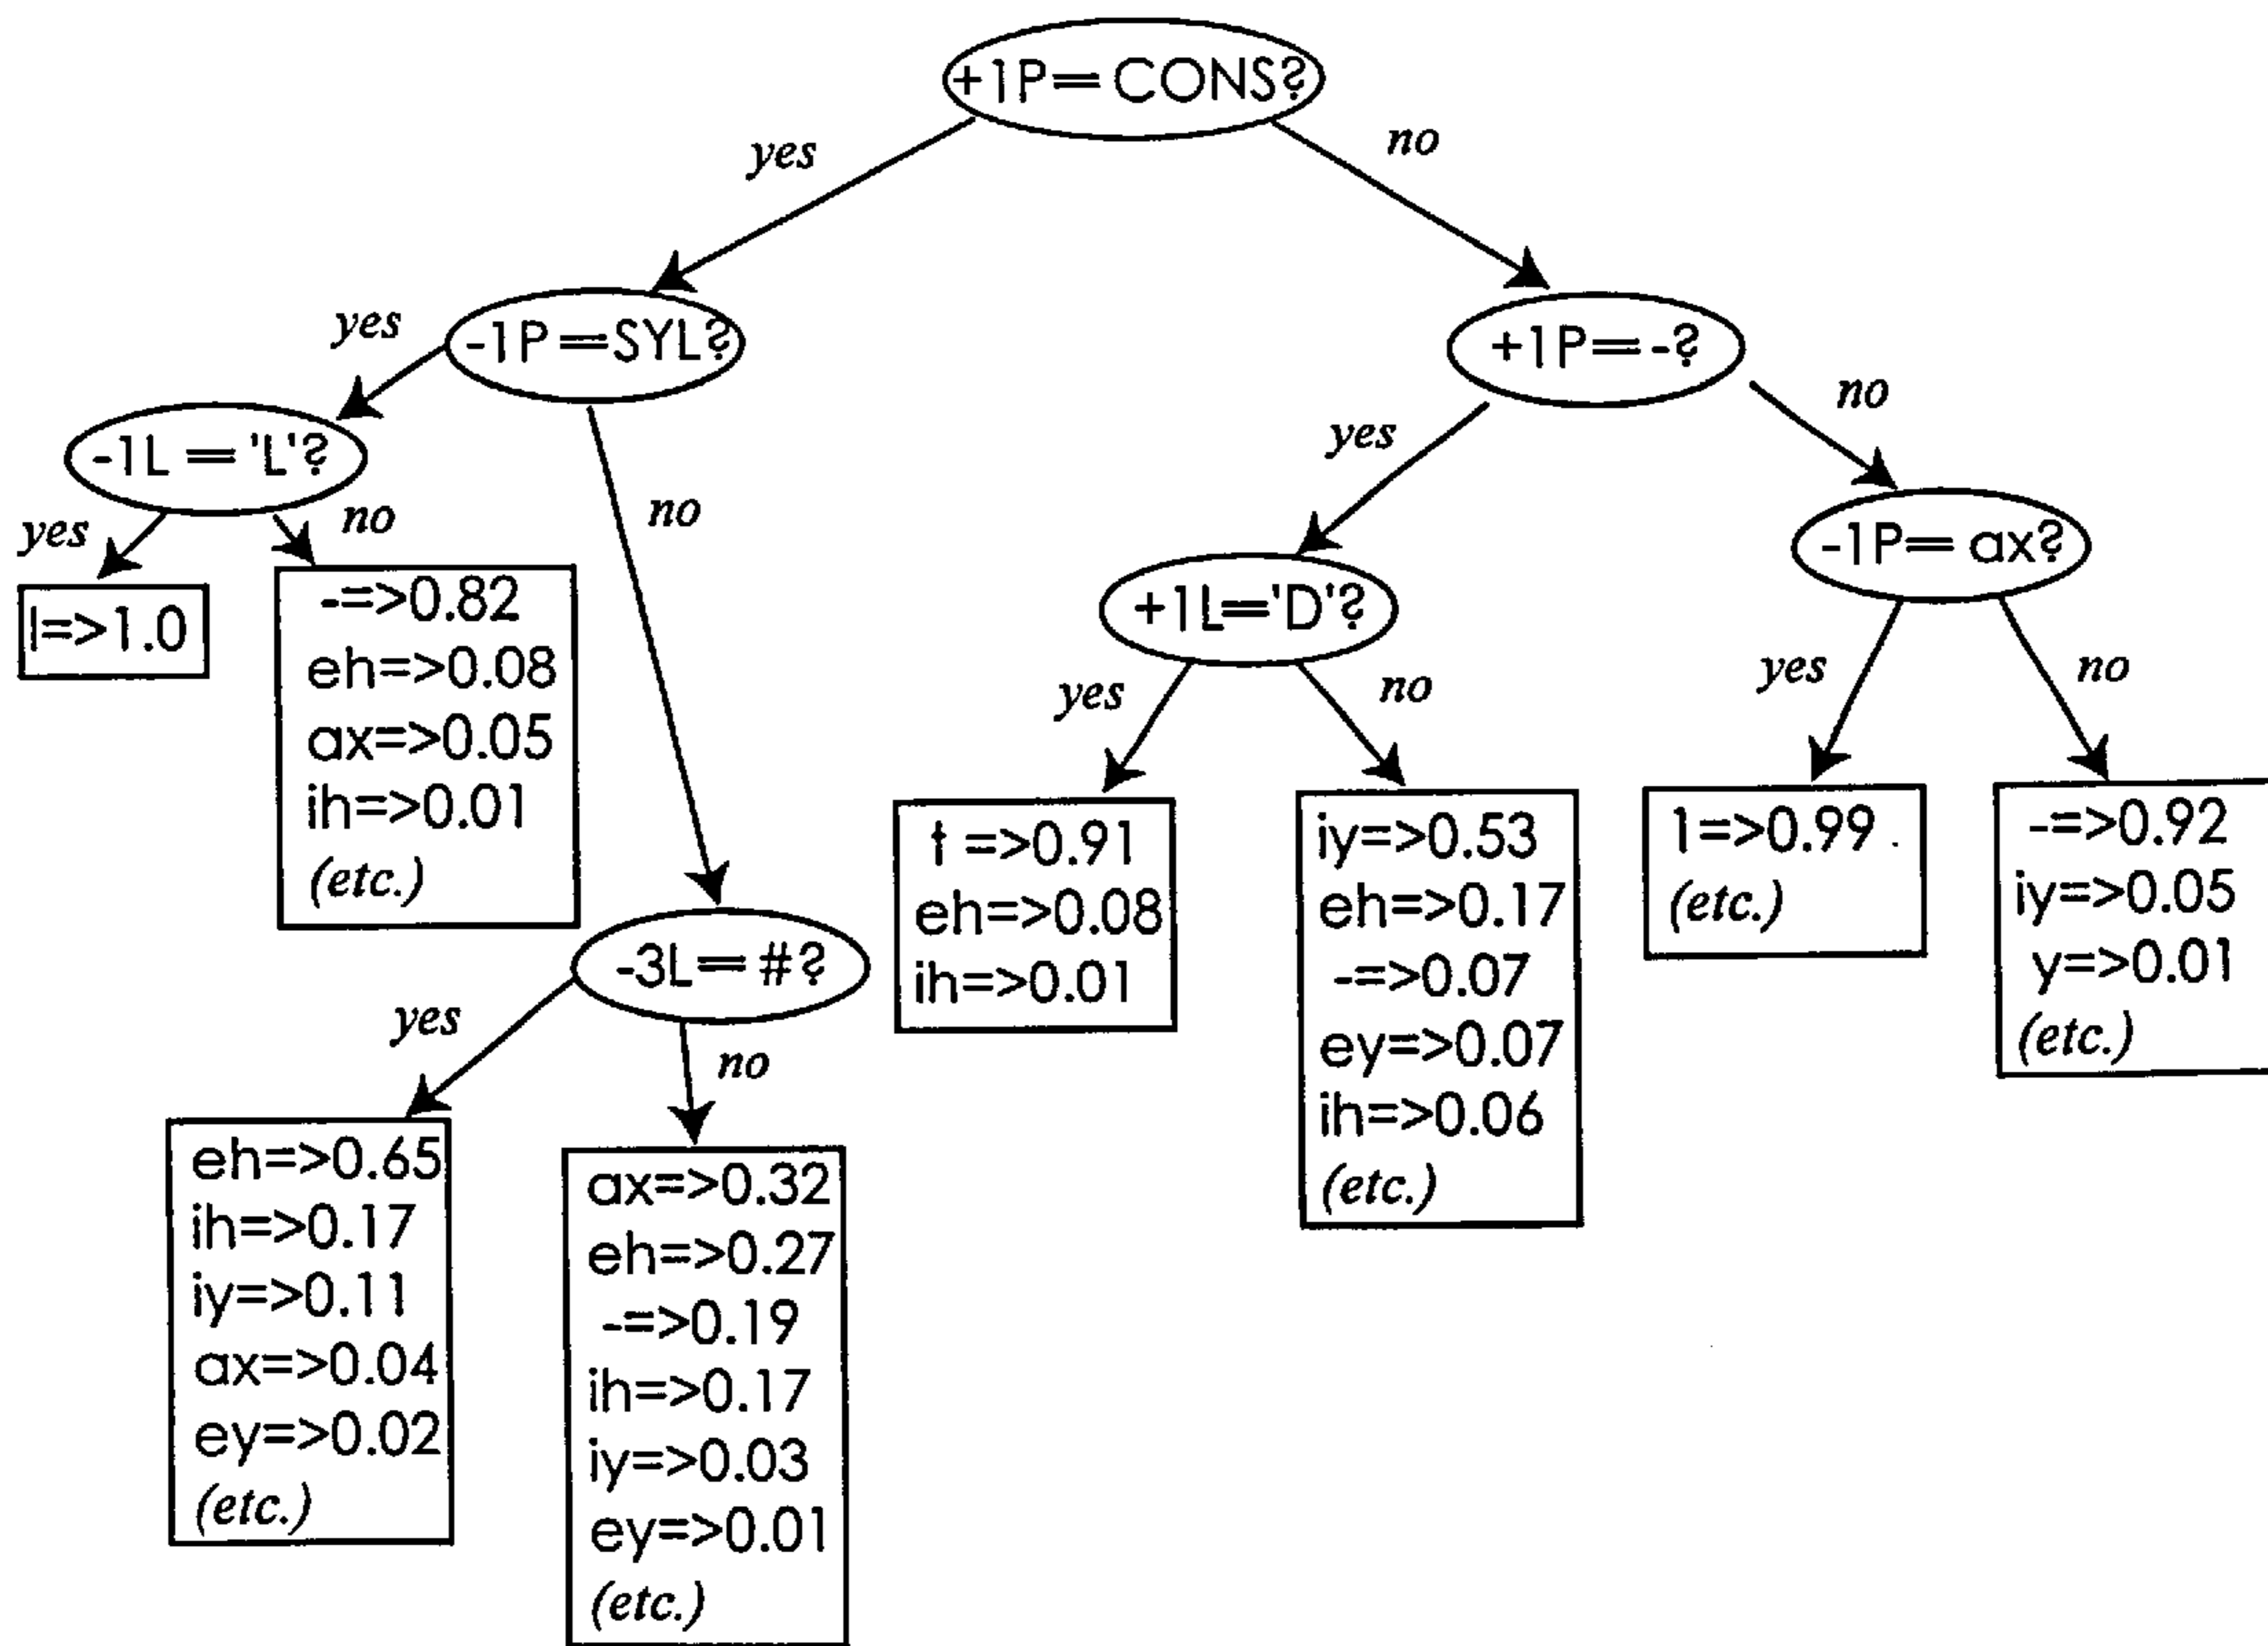 +1P=CONS?
yes
no
-1P=SYL?
+1P=-?
yes
no
yes
no
-1L='L'?
yes
no
l=>1.0
-=>0.82
eh=>0.08
ax=>0.05
ih=>0.01
(etc.)
-3L=#?
yes
no
eh=>0.65
ih=>0.17
iy=>0.11
ax=>0.04
ey=>0.02
(etc.)
ax=>0.32
eh=>0.27
-=>0.19
ih=>0.17
iy=>0.03
ey=>0.01
(etc.)
+1L='D'?
yes
no
t=>0.91
eh=>0.08
ih=>0.01
iy=>0.53
eh=>0.17
-=>0.07
ey=>0.07
ih=>0.06
(etc.)
-1P=ax?
yes
no
1=>0.99
(etc.)
-=>0.92
iy=>0.05
y=>0.01
(etc.)